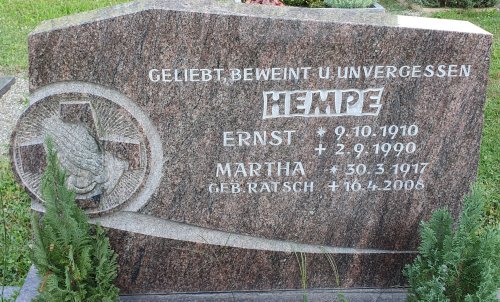 GELIEBT, BEWEINT U. UNVERGESSEN
HEMPE
ERNST * 9.10.1910
+ 2.9.1990
MARTHA * 30.3.1917
GEB. RATSCH + 16.4.2008